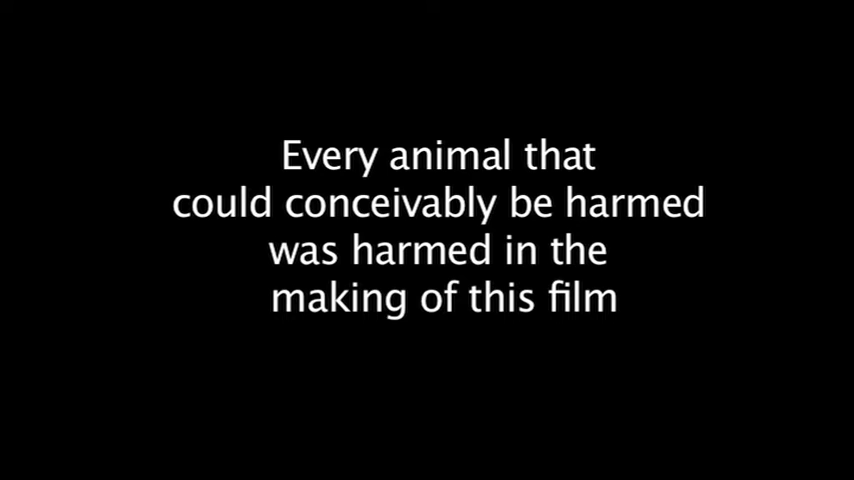 Every animal that
could conceivably be harmed
was harmed in the
making of this film